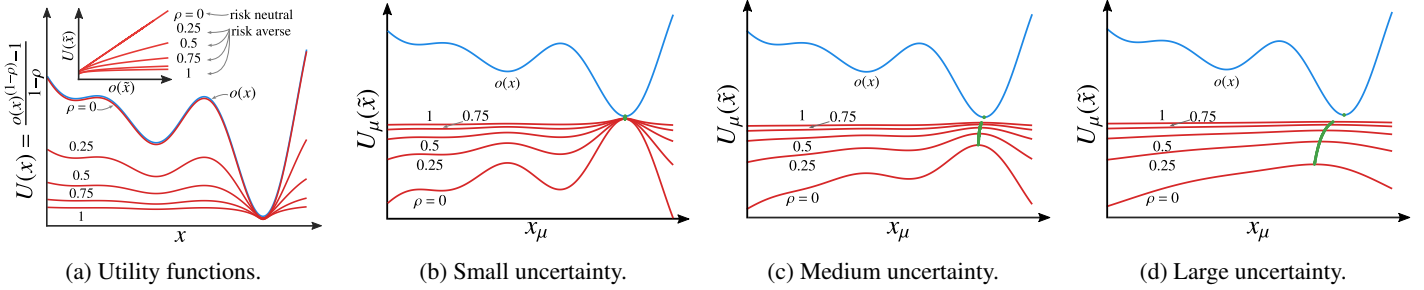 U(x) = o(x)^(1−ρ)−1 / 1−ρ
U(x̃)
o(x̃)
ρ = 0
0.25
0.5
0.75
1
risk neutral
risk averse
ρ = 0
o(x)
0.25
0.5
0.75
1
x
(a) Utility functions.
U_μ(x̃)
o(x)
1
0.75
0.5
0.25
ρ = 0
x_μ
(b) Small uncertainty.
U_μ(x̃)
o(x)
1
0.75
0.5
0.25
ρ = 0
x_μ
(c) Medium uncertainty.
U_μ(x̃)
o(x)
1
0.75
0.5
0.25
ρ = 0
x_μ
(d) Large uncertainty.